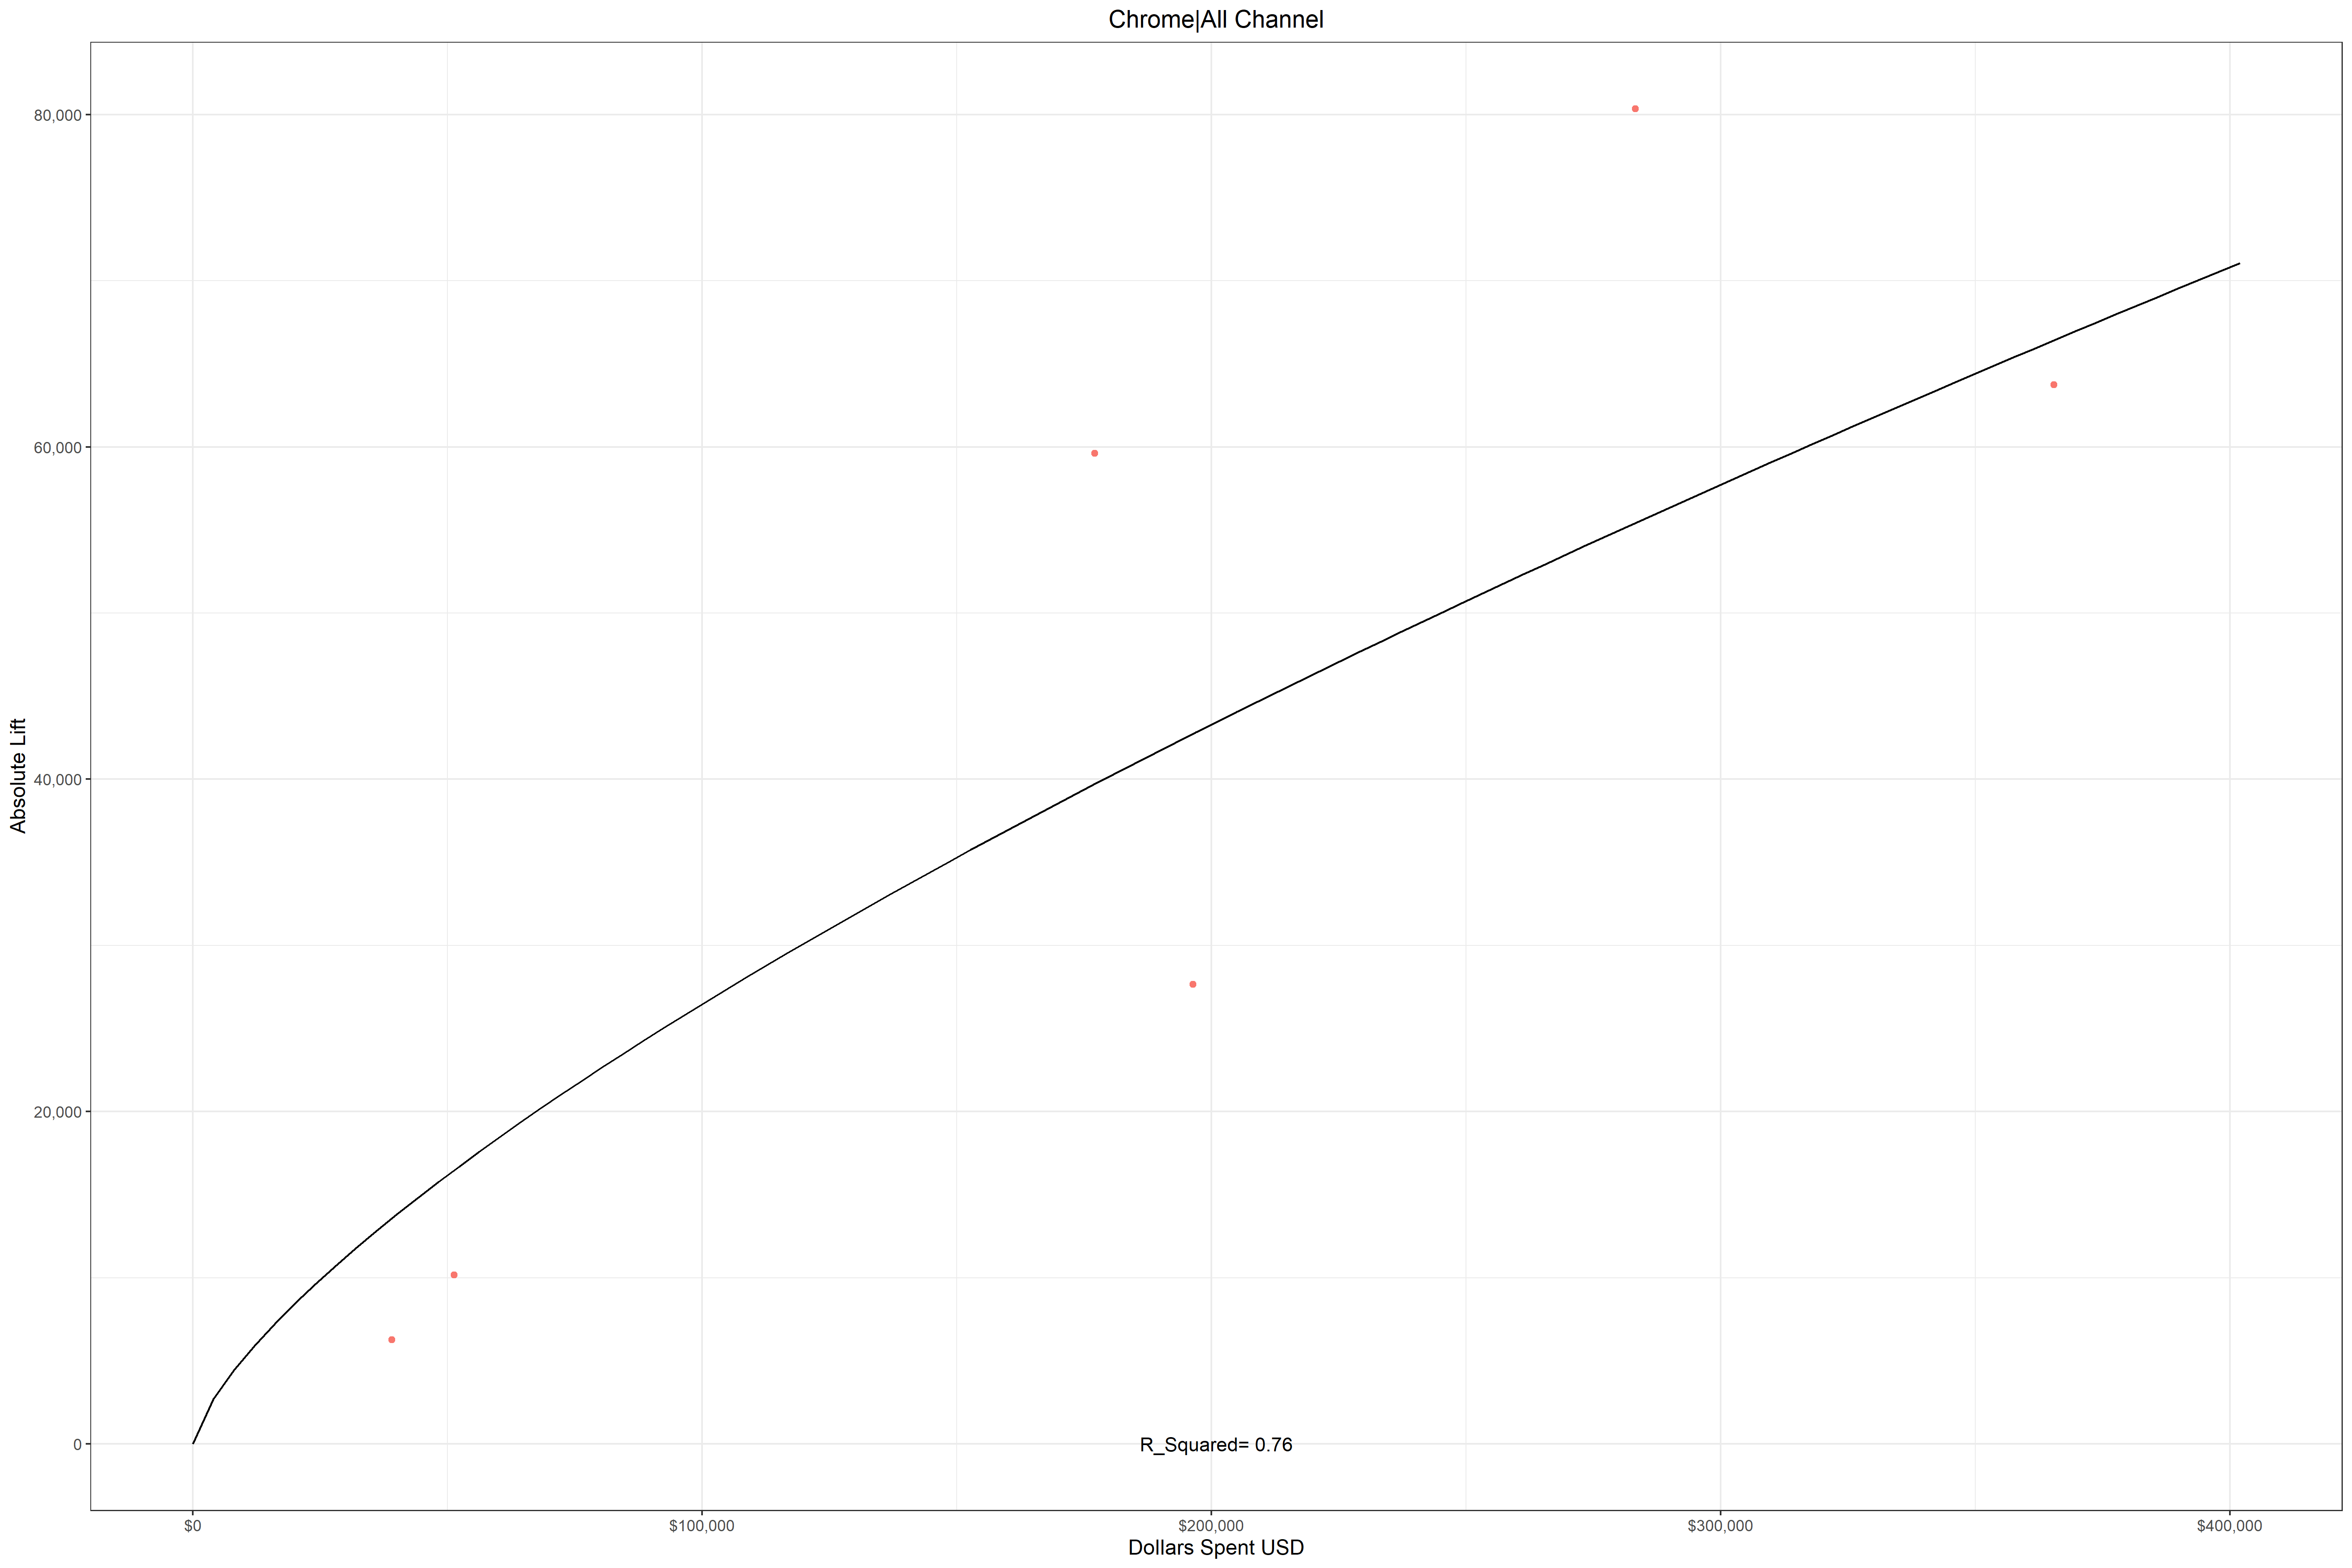 Chrome|All Channel
80,000
60,000
40,000
20,000
0
Absolute Lift
R_Squared= 0.76
$0
$100,000
$200,000
$300,000
$400,000
Dollars Spent USD